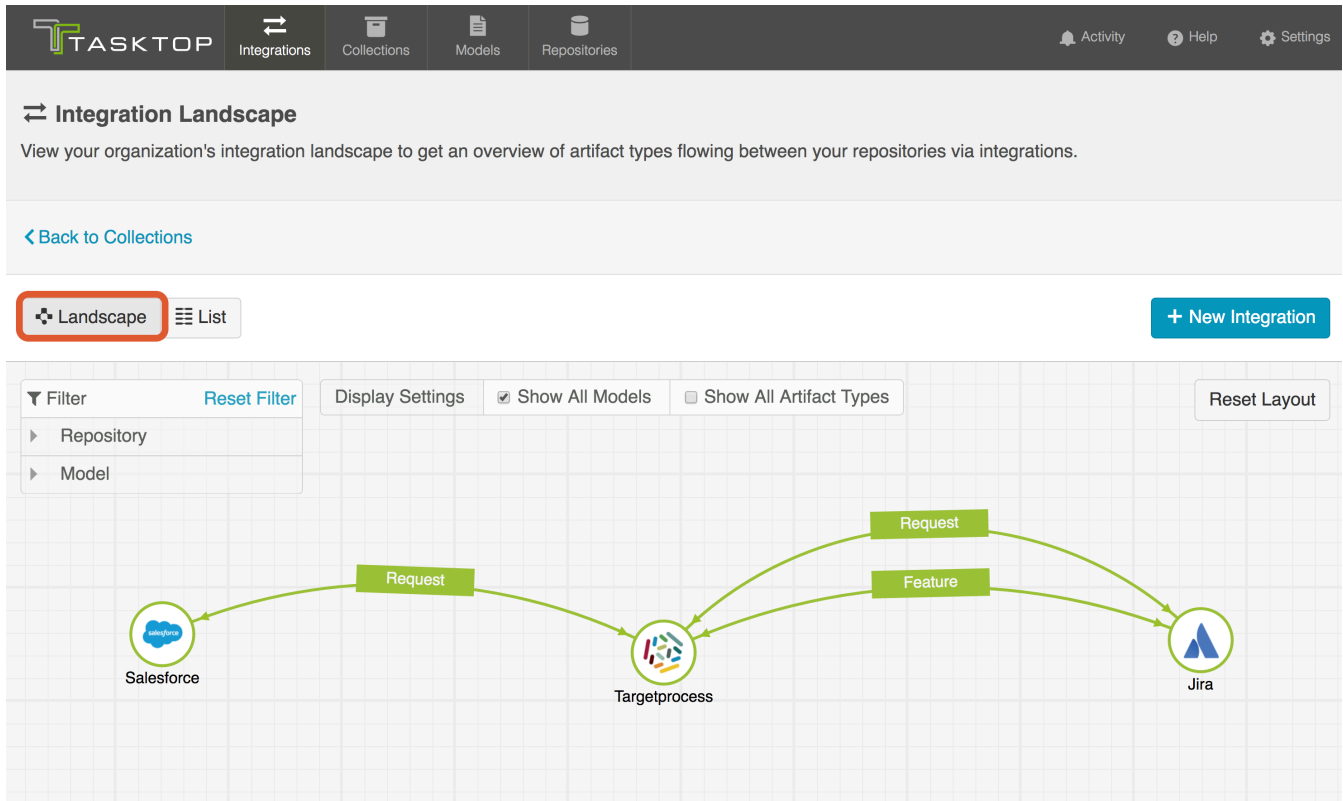 TASKTOP
Integrations
Collections
Models
Repositories
Activity
? Help
Settings
Integration Landscape
View your organization's integration landscape to get an overview of artifact types flowing between your repositories via integrations.
Back to Collections
Landscape
List
+ New Integration
Filter
Reset Filter
Display Settings
Show All Models
Show All Artifact Types
Reset Layout
Repository
Model
Request
Feature
Request
salesforce
Salesforce
Targetprocess
Jira